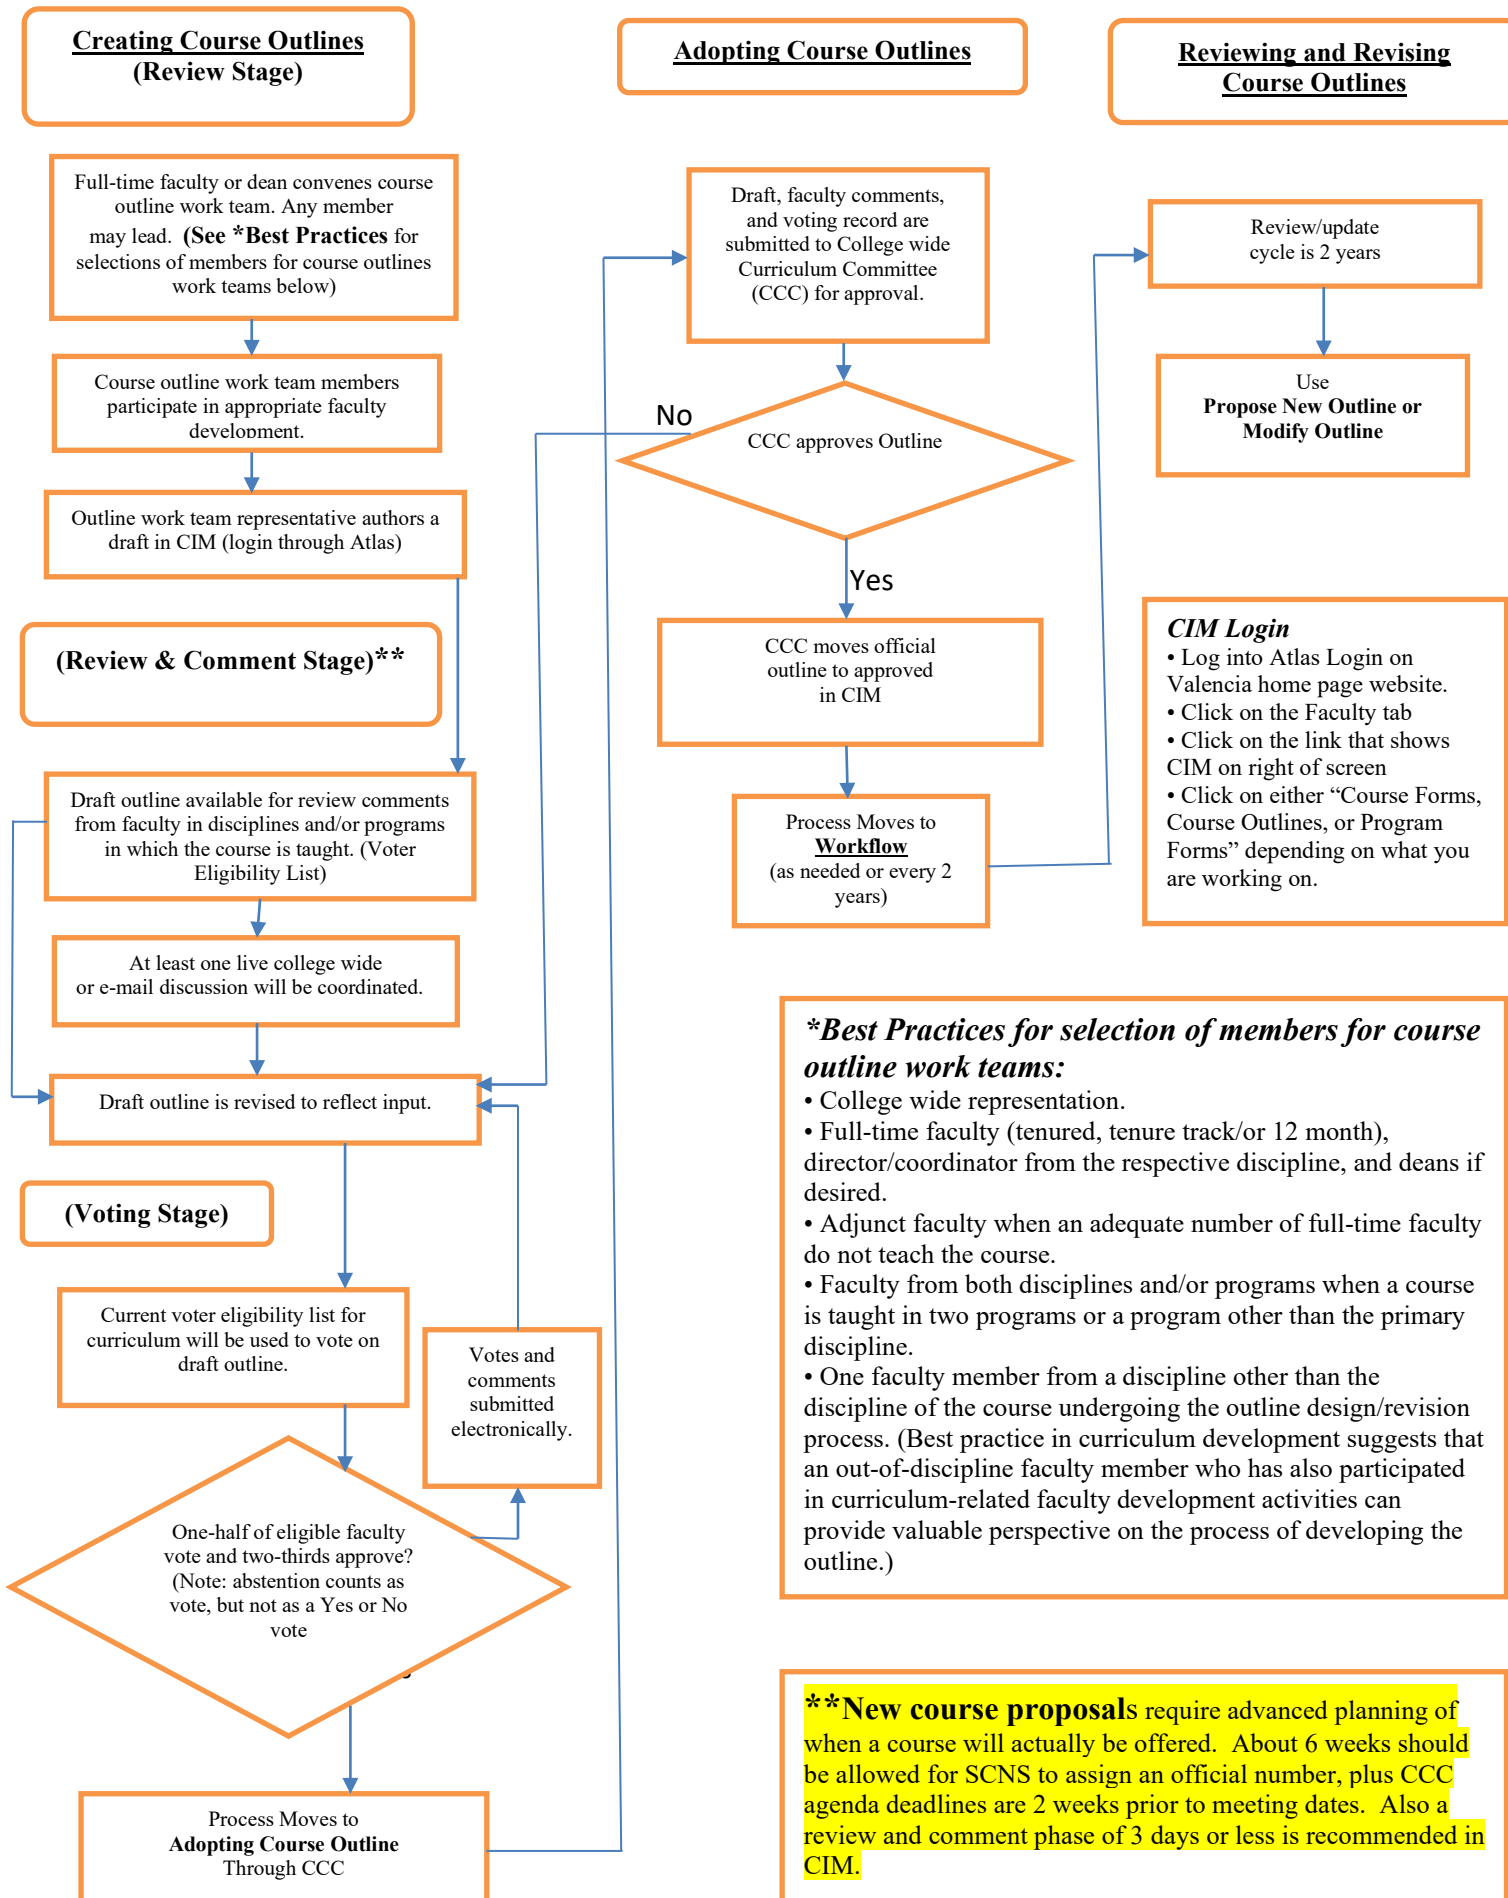 Creating Course Outlines
(Review Stage)
Full-time faculty or dean convenes course
outline work team. Any member
may lead. (See *Best Practices for
selections of members for course outlines
work teams below)
Course outline work team members
participate in appropriate faculty
development.
Outline work team representative authors a
draft in CIM (login through Atlas)
(Review & Comment Stage)**
Draft outline available for review comments
from faculty in disciplines and/or programs
in which the course is taught. (Voter
Eligibility List)
At least one live college wide
or e-mail discussion will be coordinated.
Draft outline is revised to reflect input.
(Voting Stage)
Current voter eligibility list for
curriculum will be used to vote on
draft outline.
Votes and
comments
submitted
electronically.
One-half of eligible faculty
vote and two-thirds approve?
(Note: abstention counts as
vote, but not as a Yes or No
vote
Process Moves to
Adopting Course Outline
Through CCC
Adopting Course Outlines
Draft, faculty comments,
and voting record are
submitted to College wide
Curriculum Committee
(CCC) for approval.
No
CCC approves Outline
Yes
CCC moves official
outline to approved
in CIM
Process Moves to
Workflow
(as needed or every 2
years)
Reviewing and Revising
Course Outlines
Review/update
cycle is 2 years
Use
Propose New Outline or
Modify Outline
CIM Login
• Log into Atlas Login on
Valencia home page website.
• Click on the Faculty tab
• Click on the link that shows
CIM on right of screen
• Click on either “Course Forms,
Course Outlines, or Program
Forms” depending on what you
are working on.
*Best Practices for selection of members for course
outline work teams:
• College wide representation.
• Full-time faculty (tenured, tenure track/or 12 month),
director/coordinator from the respective discipline, and deans if
desired.
• Adjunct faculty when an adequate number of full-time faculty
do not teach the course.
• Faculty from both disciplines and/or programs when a course
is taught in two programs or a program other than the primary
discipline.
• One faculty member from a discipline other than the
discipline of the course undergoing the outline design/revision
process. (Best practice in curriculum development suggests that
an out-of-discipline faculty member who has also participated
in curriculum-related faculty development activities can
provide valuable perspective on the process of developing the
outline.)
**New course proposals require advanced planning of
when a course will actually be offered. About 6 weeks should
be allowed for SCNS to assign an official number, plus CCC
agenda deadlines are 2 weeks prior to meeting dates. Also a
review and comment phase of 3 days or less is recommended in
CIM.